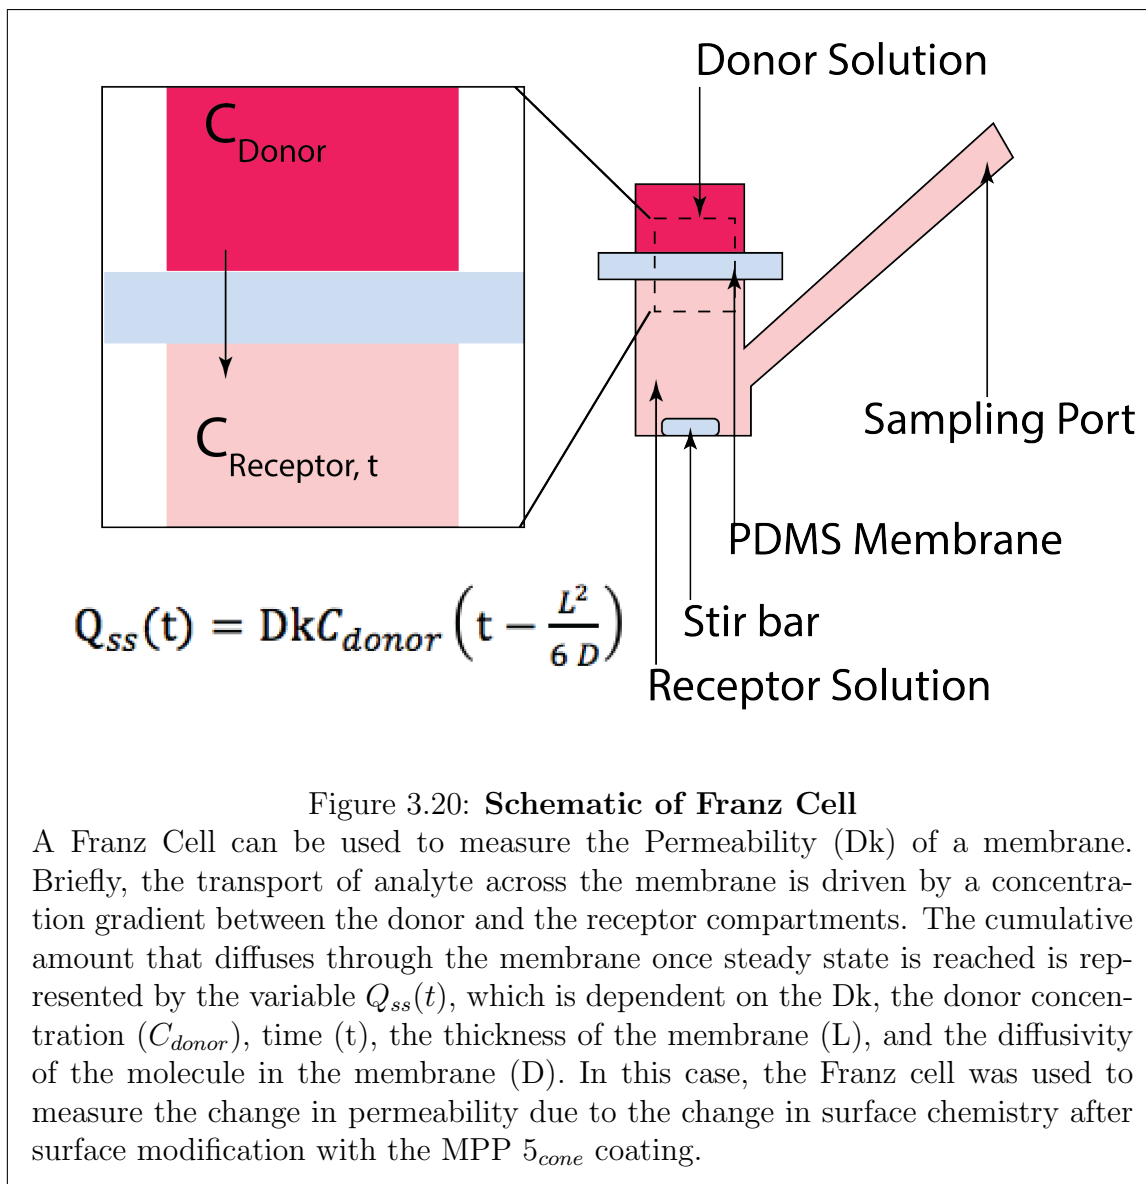 Donor Solution
C_Donor
Sampling Port
C_Receptor, t
PDMS Membrane
Q_ss(t) = DkC_donor (t − L²/6 D)
Stir bar
Receptor Solution
Figure 3.20: Schematic of Franz Cell
A Franz Cell can be used to measure the Permeability (Dk) of a membrane.
Briefly, the transport of analyte across the membrane is driven by a concentra-
tion gradient between the donor and the receptor compartments. The cumulative
amount that diffuses through the membrane once steady state is reached is rep-
resented by the variable Q_ss(t), which is dependent on the Dk, the donor concen-
tration (C_donor), time (t), the thickness of the membrane (L), and the diffusivity
of the molecule in the membrane (D). In this case, the Franz cell was used to
measure the change in permeability due to the change in surface chemistry after
surface modification with the MPP 5_cone coating.